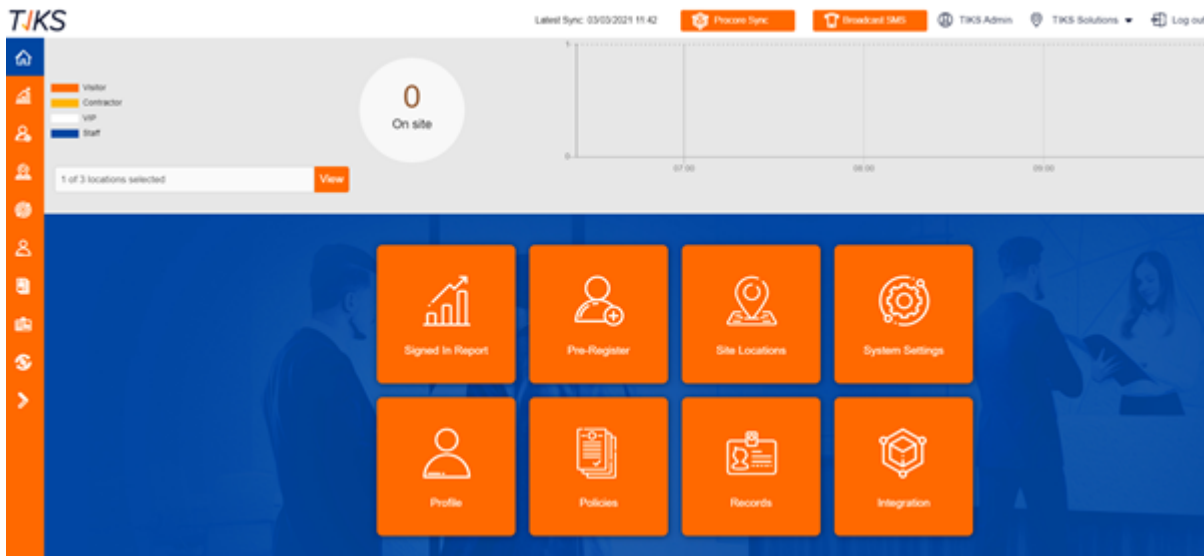 TIKS
Latest Sync: 03/03/2021 11:42
Procore Sync
Broadcast SMS
TIKS Admin
TIKS Solutions
Log out
Visitor
Contractor
VIP
Staff
0
On site
1 of 3 locations selected
View
1
0
07:00
08:00
09:00
Signed In Report
Pre-Register
Site Locations
System Settings
Profile
Policies
Records
Integration